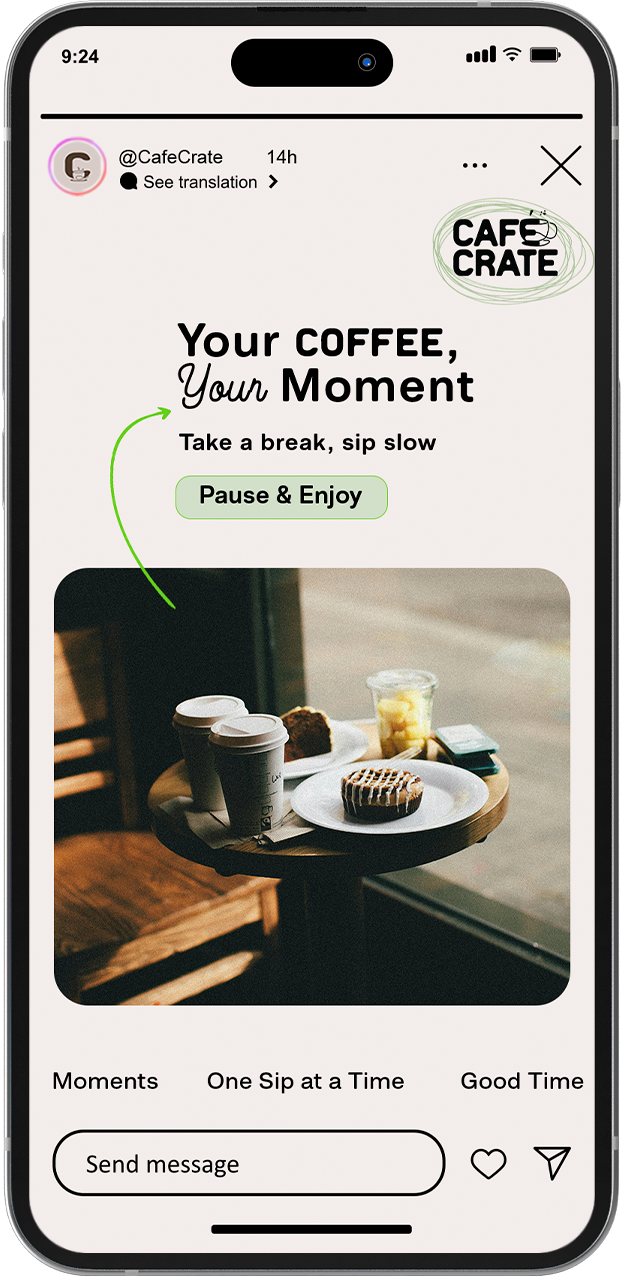 9:24
@CafeCrate 14h
See translation
CAFE
CRATE
Your COFFEE,
Your Moment
Take a break, sip slow
Pause & Enjoy
Moments One Sip at a Time Good Time
Send message